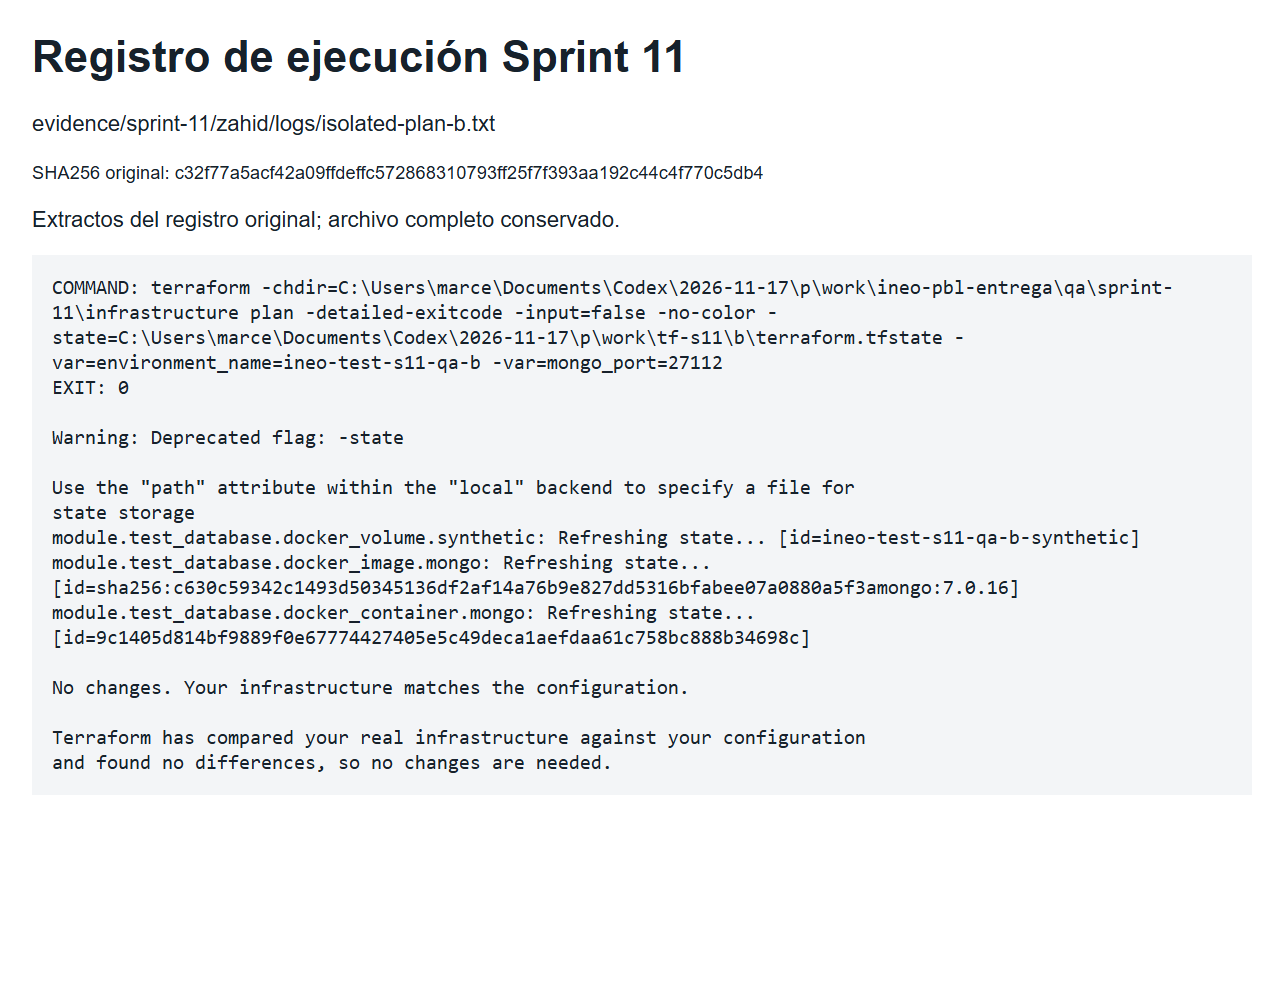 Registro de ejecución Sprint 11
evidence/sprint-11/zahid/logs/isolated-plan-b.txt
SHA256 original: c32f77a5acf42a09ffdeffc572868310793ff25f7f393aa192c44c4f770c5db4
Extractos del registro original; archivo completo conservado.
COMMAND: terraform -chdir=C:\Users\marce\Documents\Codex\2026-11-17\p\work\ineo-pbl-entrega\qa\sprint-
11\infrastructure plan -detailed-exitcode -input=false -no-color -
state=C:\Users\marce\Documents\Codex\2026-11-17\p\work\tf-s11\b\terraform.tfstate -
var=environment_name=ineo-test-s11-qa-b -var=mongo_port=27112
EXIT: 0
Warning: Deprecated flag: -state
Use the "path" attribute within the "local" backend to specify a file for
state storage
module.test_database.docker_volume.synthetic: Refreshing state... [id=ineo-test-s11-qa-b-synthetic]
module.test_database.docker_image.mongo: Refreshing state...
[id=sha256:c630c59342c1493d50345136df2af14a76b9e827dd5316bfabee07a0880a5f3amongo:7.0.16]
module.test_database.docker_container.mongo: Refreshing state...
[id=9c1405d814bf9889f0e67774427405e5c49deca1aefdaa61c758bc888b34698c]
No changes. Your infrastructure matches the configuration.
Terraform has compared your real infrastructure against your configuration
and found no differences, so no changes are needed.